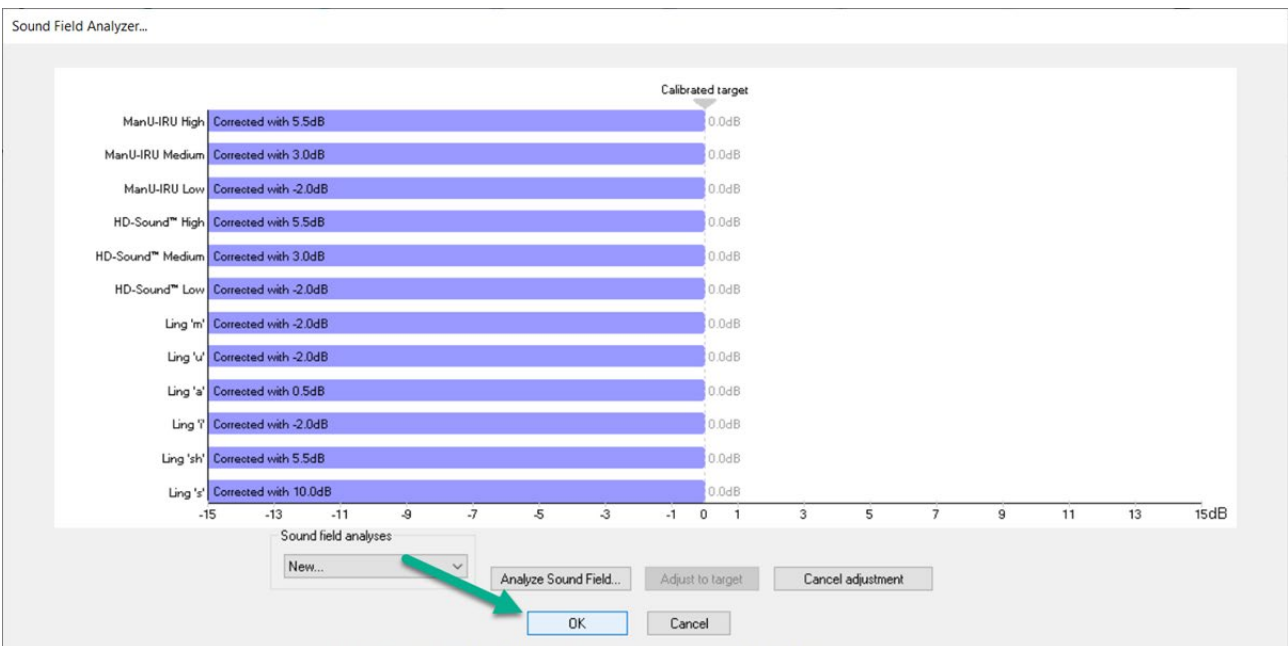 Sound Field Analyzer...
Calibrated target
ManU-IRU High Corrected with 5.5dB 0.0dB
ManU-IRU Medium Corrected with 3.0dB 0.0dB
ManU-IRU Low Corrected with -2.0dB 0.0dB
HD-Sound™ High Corrected with 5.5dB 0.0dB
HD-Sound™ Medium Corrected with 3.0dB 0.0dB
HD-Sound™ Low Corrected with -2.0dB 0.0dB
Ling 'm' Corrected with -2.0dB 0.0dB
Ling 'u' Corrected with -2.0dB 0.0dB
Ling 'a' Corrected with 0.5dB 0.0dB
Ling 'i' Corrected with -2.0dB 0.0dB
Ling 'sh' Corrected with 5.5dB 0.0dB
Ling 's' Corrected with 10.0dB 0.0dB
-15 -13 -11 -9 -7 -5 -3 -1 0 1 3 5 7 9 11 13 15dB
Sound field analyses
New... Analyze Sound Field... Adjust to target Cancel adjustment
OK Cancel